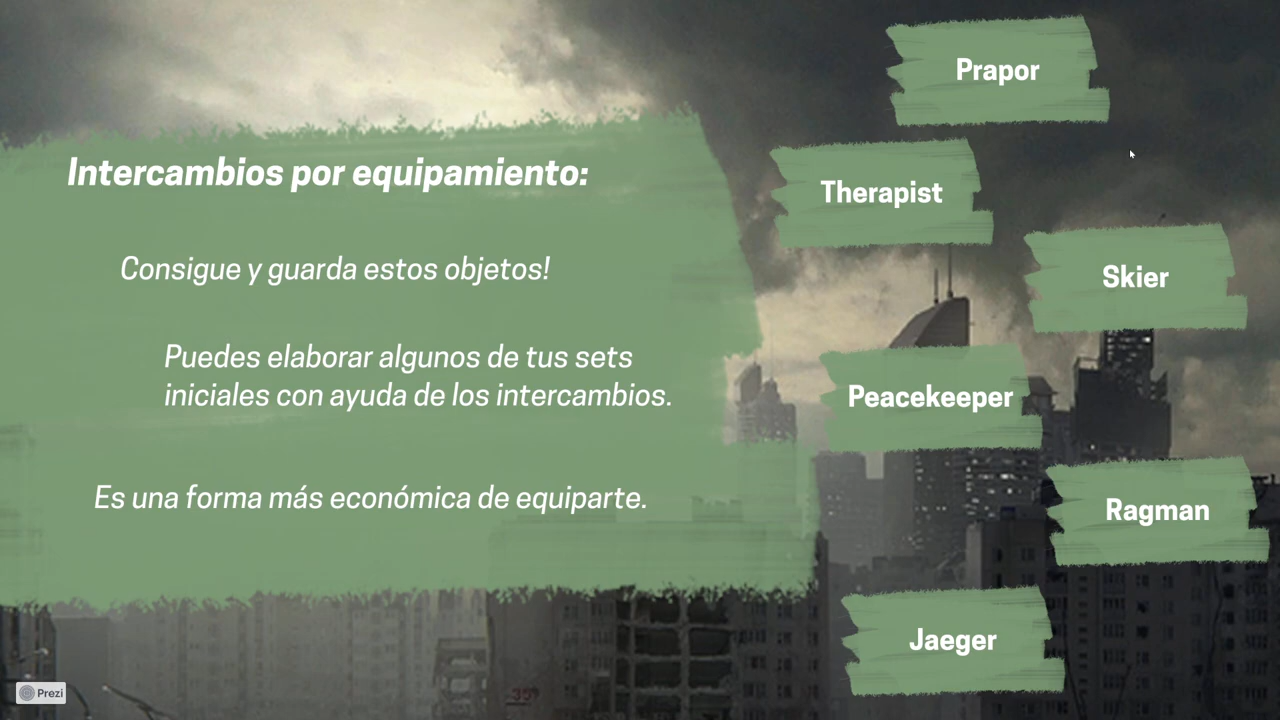 Intercambios por equipamiento:
Consigue y guarda estos objetos!
Puedes elaborar algunos de tus sets
iniciales con ayuda de los intercambios.
Es una forma más económica de equiparte.
Prapor
Therapist
Skier
Peacekeeper
Ragman
Jaeger
Prezi